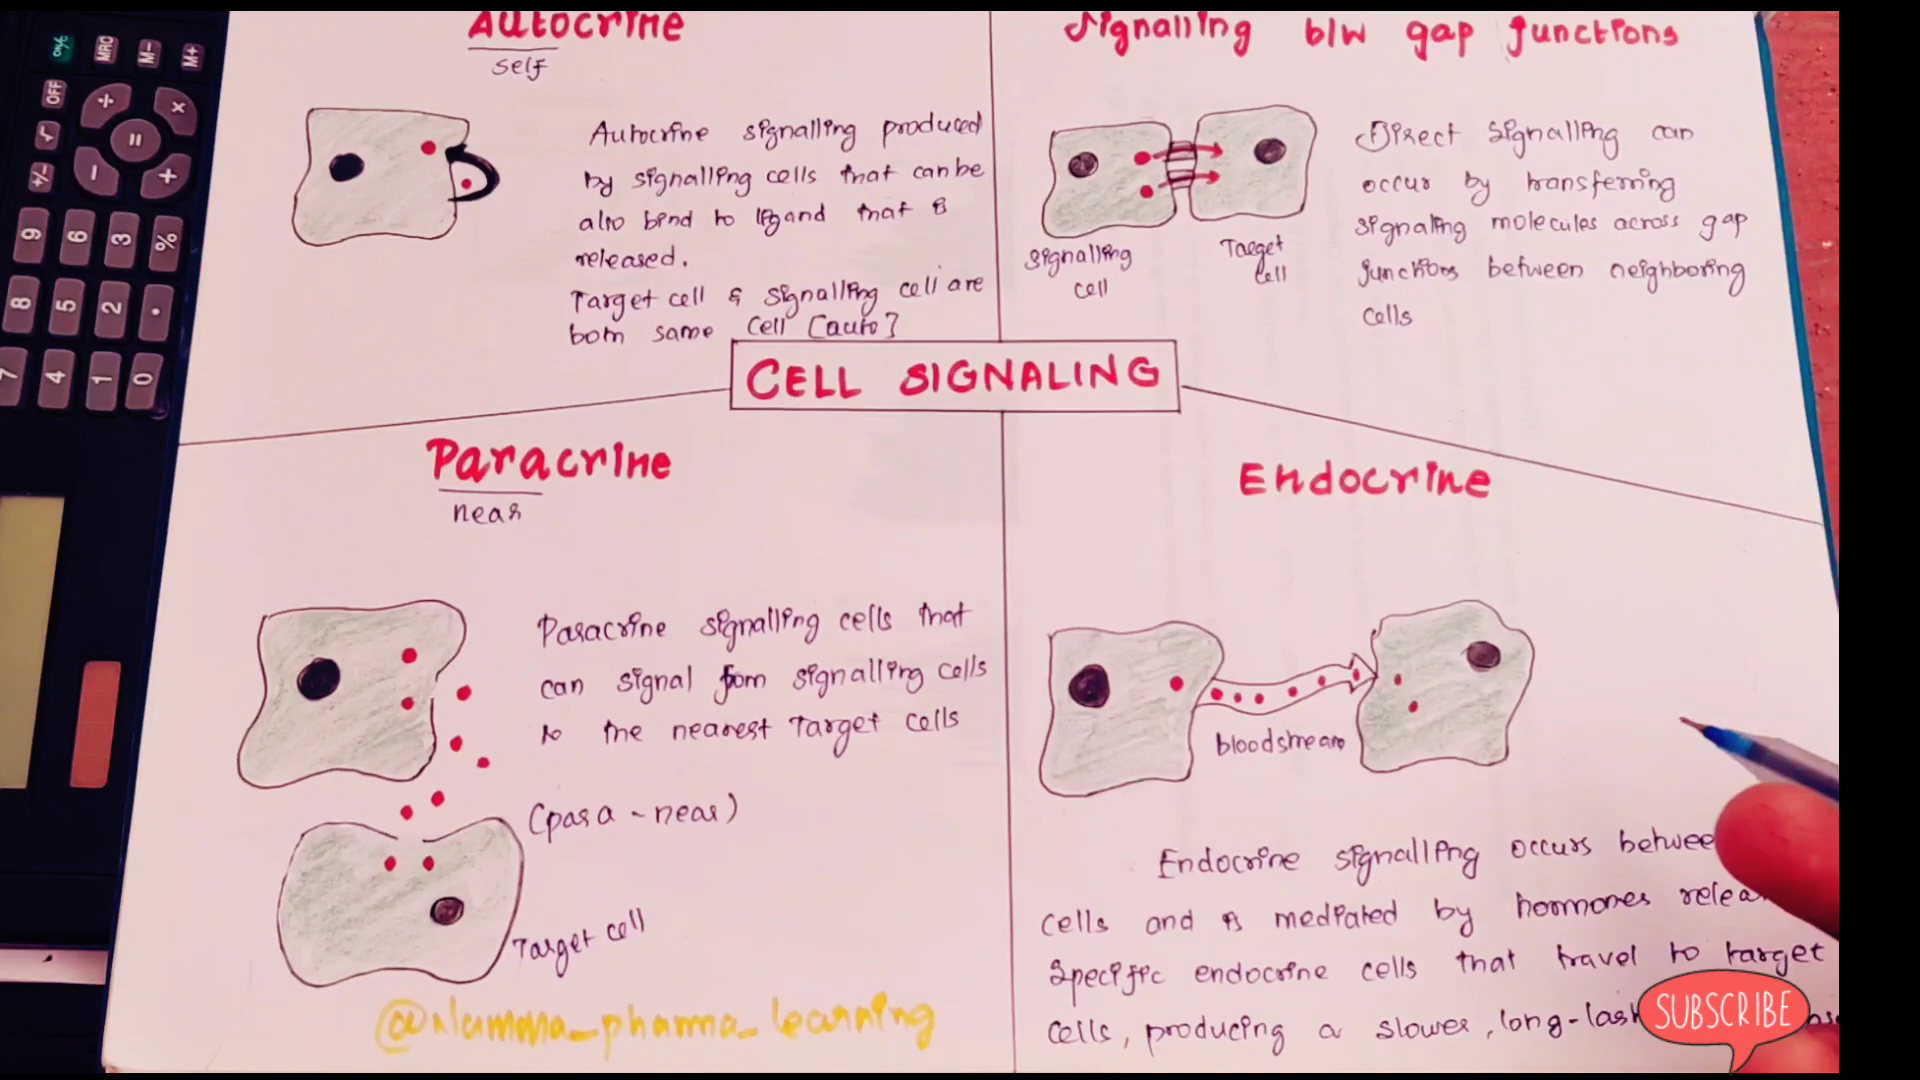 Autocrine
self
Autocrine signalling produced
by signalling cells that can be
also bind to ligand that is
released.
Target cell & signalling cell are
both same cell [auto]
Signalling b/w gap junctions
Direct signalling can
occur by transferring
signaling molecules across gap
junctions between neighboring
cells
Signalling
cell
Target
cell
CELL SIGNALING
Paracrine
near
Paracrine signalling cells that
can signal from signalling cells
to the nearest Target cells
(para - near)
Target cell
Endocrine
bloodstream
Endocrine signalling occurs
cells and is mediated by hormones
specific endocrine cells that travel to target
cells, producing a slower, long-
_pharma_learning
SUBSCRIBE
ON/C
MRC
M-
M+
OFF
√
+/-
÷
×
=
-
+
9
6
3
%
8
5
2
.
7
4
1
0